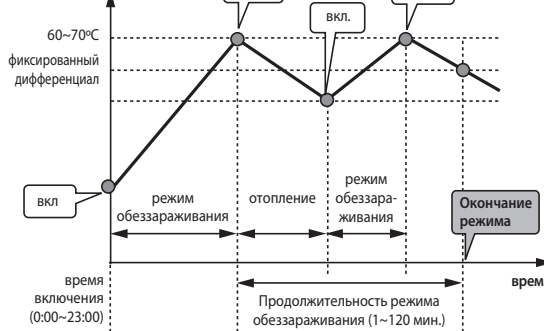 60~70ºC
фиксированный
дифференциал
вкл.
вкл
режим
обеззараживания
отопление
режим
обеззара-
живания
Окончание
режима
время
включения
(0:00~23:00)
Продолжительность режима
обеззараживания (1~120 мин.)